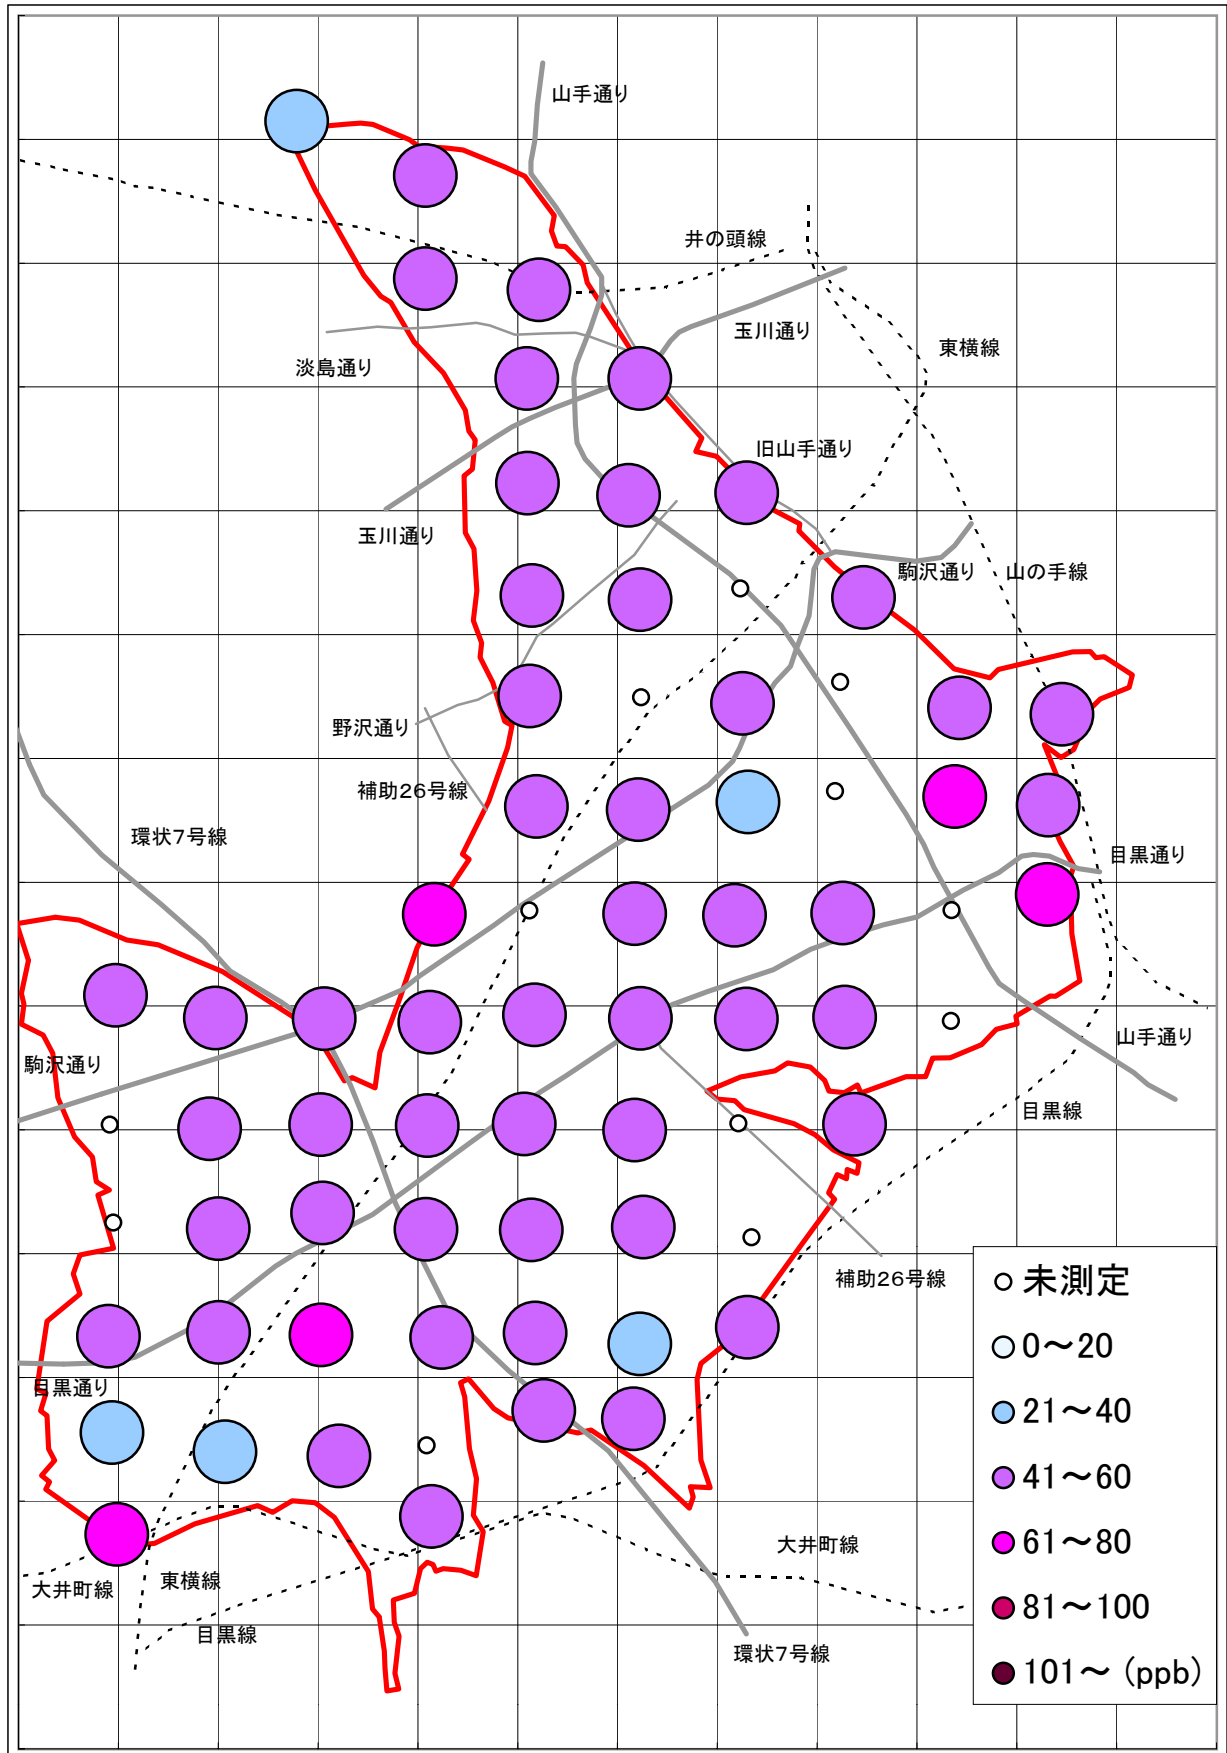 山手通り
井の頭線
玉川通り
東横線
淡島通り
旧山手通り
玉川通り
駒沢通り
山の手線
野沢通り
補助26号線
環状7号線
目黒通り
山手通り
駒沢通り
目黒線
補助26号線
目黒通り
大井町線
東横線
大井町線
目黒線
環状7号線
未測定
0～20
21～40
41～60
61～80
81～100
101～ (ppb)